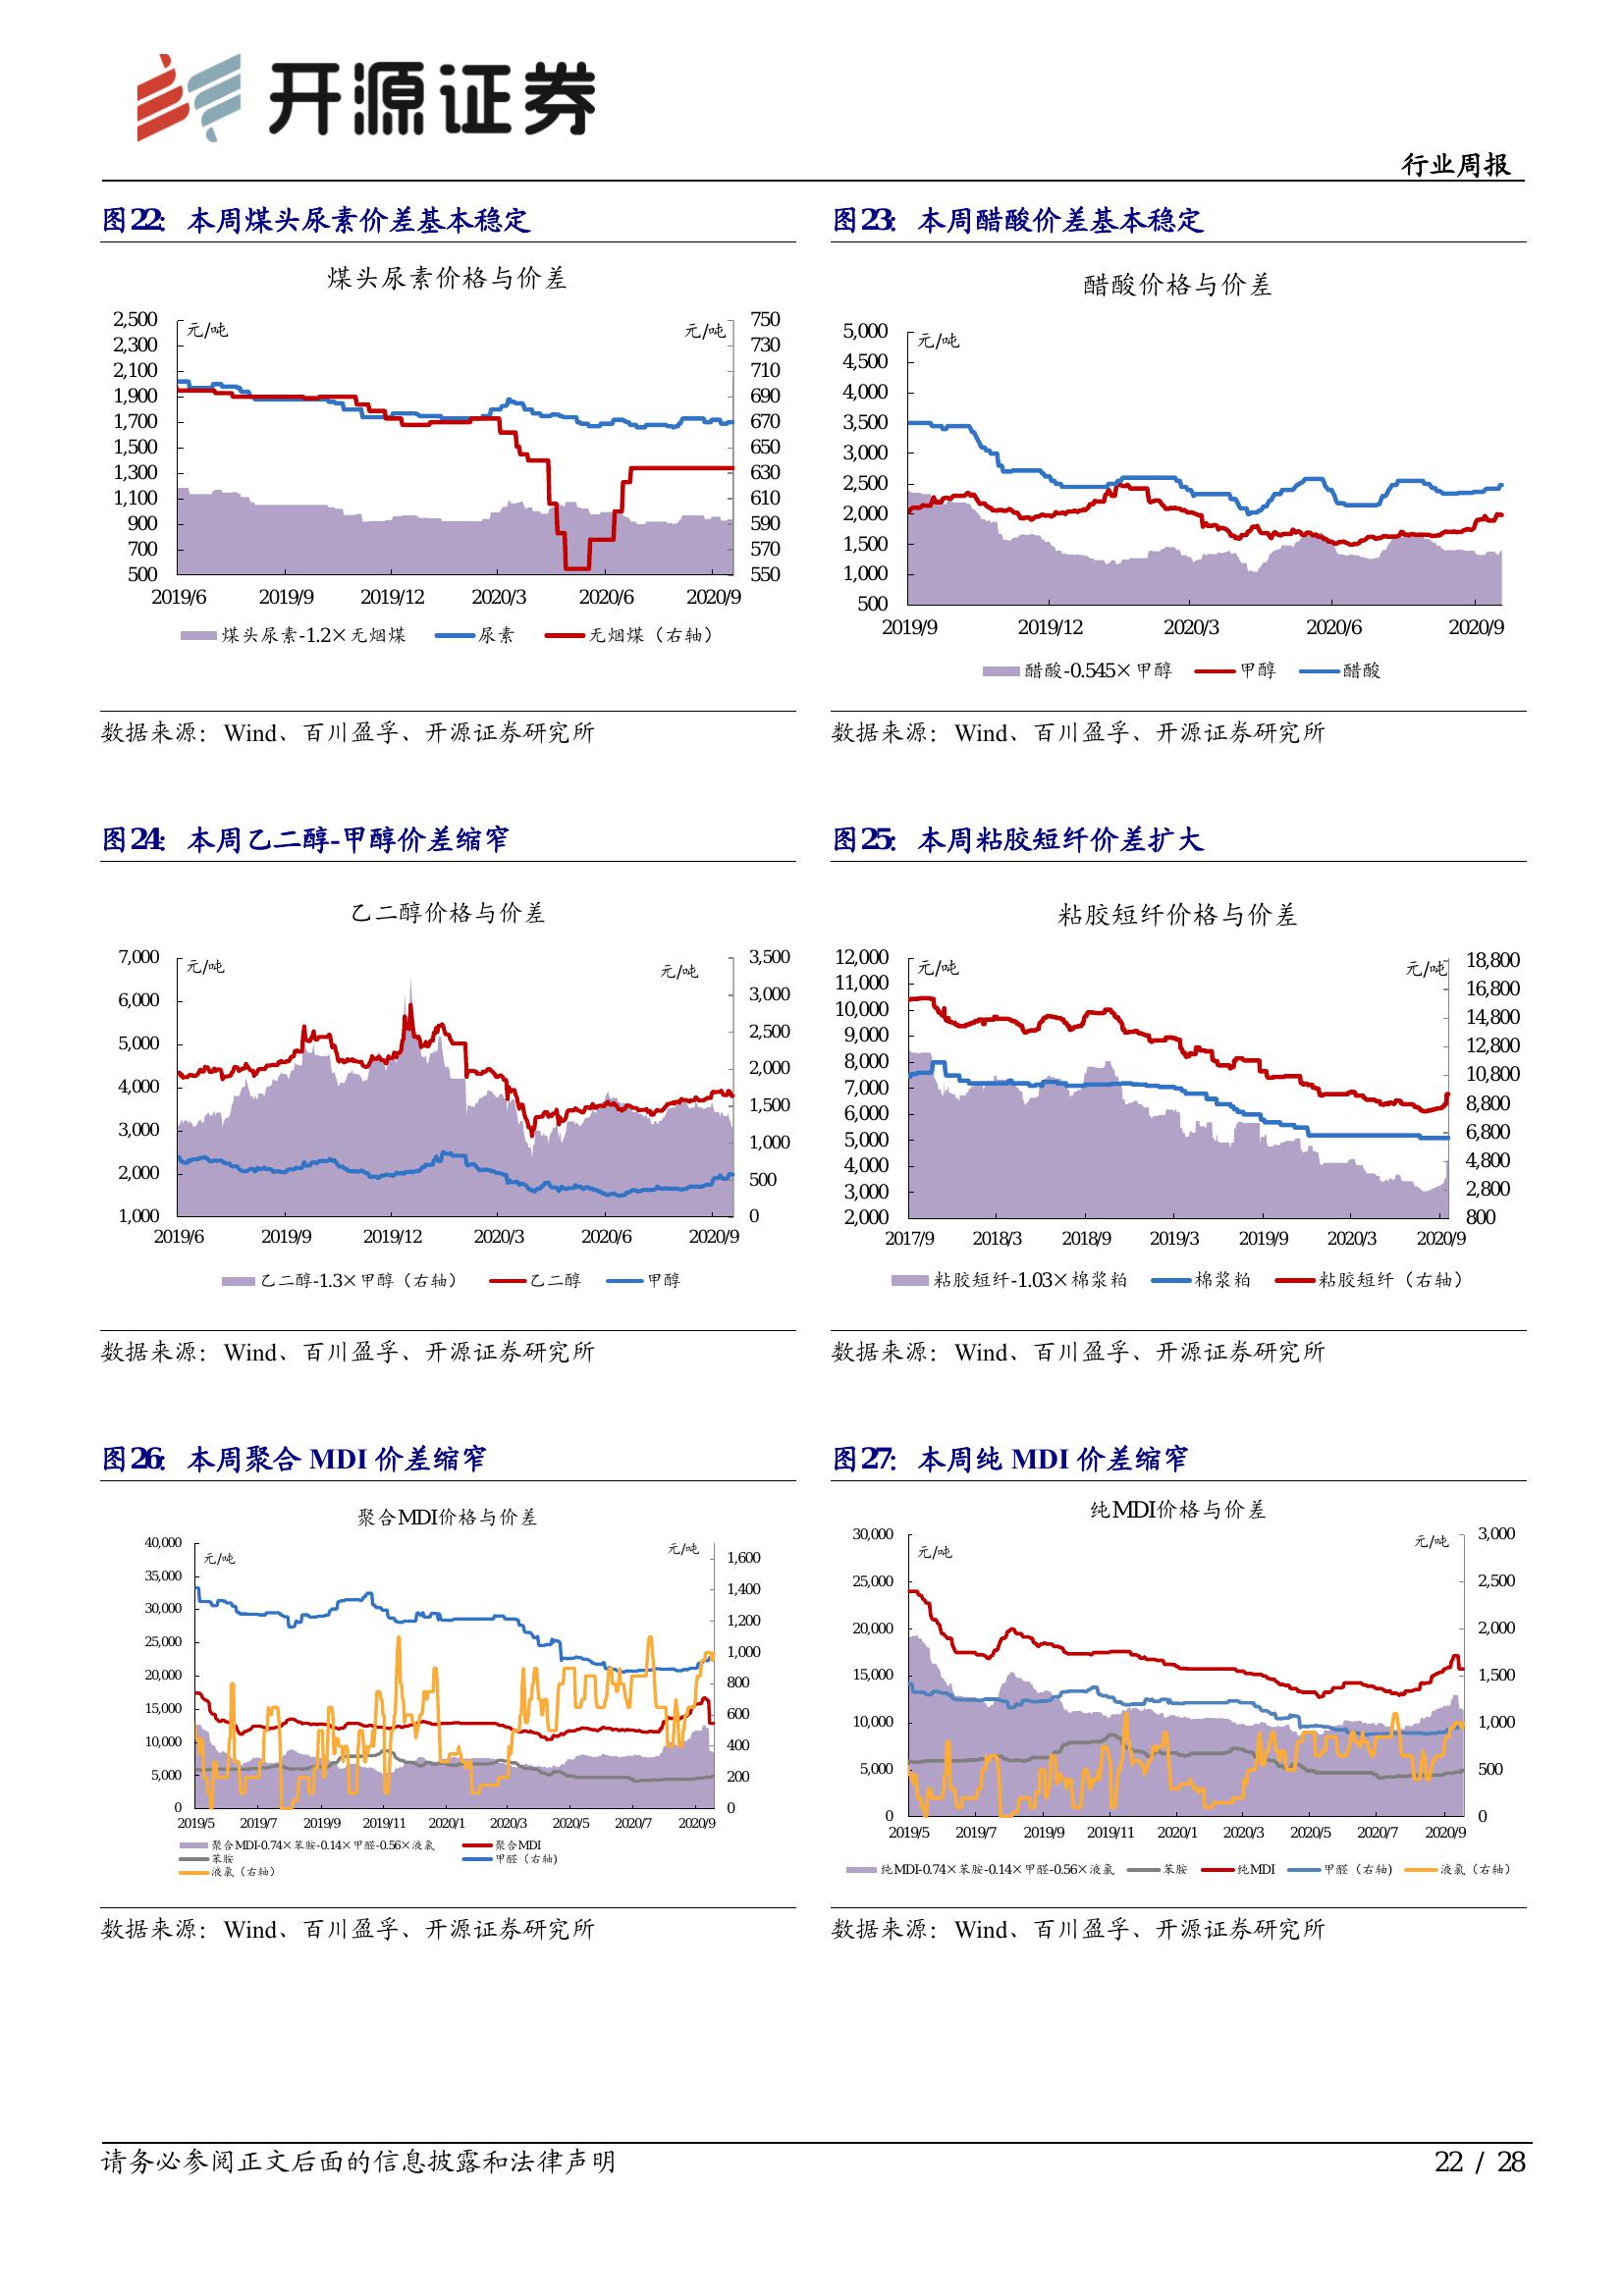 开源证券
行业周报
图22: 本周煤头尿素价差基本稳定
煤头尿素价格与价差
元/吨
元/吨
2,500
2,300
2,100
1,900
1,700
1,500
1,300
1,100
900
700
500
750
730
710
690
670
650
630
610
590
570
550
2019/6 2019/9 2019/12 2020/3 2020/6 2020/9
煤头尿素-1.2×无烟煤 尿素 无烟煤（右轴）
数据来源：Wind、百川盈孚、开源证券研究所
图23: 本周醋酸价差基本稳定
醋酸价格与价差
元/吨
5,000
4,500
4,000
3,500
3,000
2,500
2,000
1,500
1,000
500
2019/9 2019/12 2020/3 2020/6 2020/9
醋酸-0.545×甲醇 甲醇 醋酸
数据来源：Wind、百川盈孚、开源证券研究所
图24: 本周乙二醇-甲醇价差缩窄
乙二醇价格与价差
元/吨
元/吨
7,000
6,000
5,000
4,000
3,000
2,000
1,000
3,500
3,000
2,500
2,000
1,500
1,000
500
0
2019/6 2019/9 2019/12 2020/3 2020/6 2020/9
乙二醇-1.3×甲醇（右轴） 乙二醇 甲醇
数据来源：Wind、百川盈孚、开源证券研究所
图25: 本周粘胶短纤价差扩大
粘胶短纤价格与价差
元/吨
元/吨
12,000
11,000
10,000
9,000
8,000
7,000
6,000
5,000
4,000
3,000
2,000
18,800
16,800
14,800
12,800
10,800
8,800
6,800
4,800
2,800
800
2017/9 2018/3 2018/9 2019/3 2019/9 2020/3 2020/9
粘胶短纤-1.03×棉浆粕 棉浆粕 粘胶短纤（右轴）
数据来源：Wind、百川盈孚、开源证券研究所
图26: 本周聚合 MDI 价差缩窄
聚合MDI价格与价差
元/吨
元/吨
40,000
35,000
30,000
25,000
20,000
15,000
10,000
5,000
0
1,600
1,400
1,200
1,000
800
600
400
200
0
2019/5 2019/7 2019/9 2019/11 2020/1 2020/3 2020/5 2020/7 2020/9
聚合MDI-0.74×苯胺-0.14×甲醛-0.56×液氯 聚合MDI
苯胺 甲醛（右轴)
液氯（右轴）
数据来源：Wind、百川盈孚、开源证券研究所
图27: 本周纯 MDI 价差缩窄
纯MDI价格与价差
元/吨
元/吨
30,000
25,000
20,000
15,000
10,000
5,000
0
3,000
2,500
2,000
1,500
1,000
500
0
2019/5 2019/7 2019/9 2019/11 2020/1 2020/3 2020/5 2020/7 2020/9
纯MDI-0.74×苯胺-0.14×甲醛-0.56×液氯 苯胺 纯MDI 甲醛（右轴） 液氯（右轴）
数据来源：Wind、百川盈孚、开源证券研究所
请务必参阅正文后面的信息披露和法律声明
22 / 28